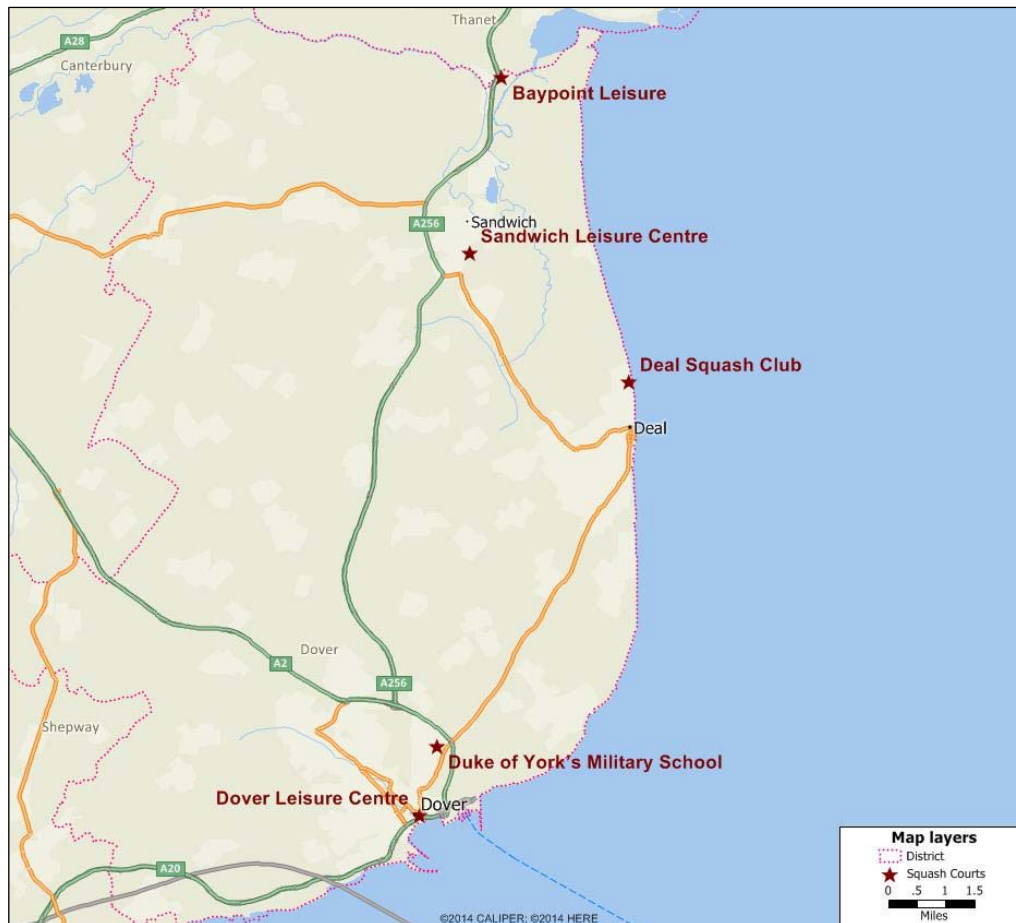 Thanet
A28
Canterbury
Baypoint Leisure
A256
Sandwich
Sandwich Leisure Centre
Deal Squash Club
Deal
Dover
A2
A256
Shepway
Duke of York's Military School
Dover Leisure Centre
Dover
A20
Map layers
District
Squash Courts
0 .5 1 1.5
Miles
©2014 CALIPER; ©2014 HERE